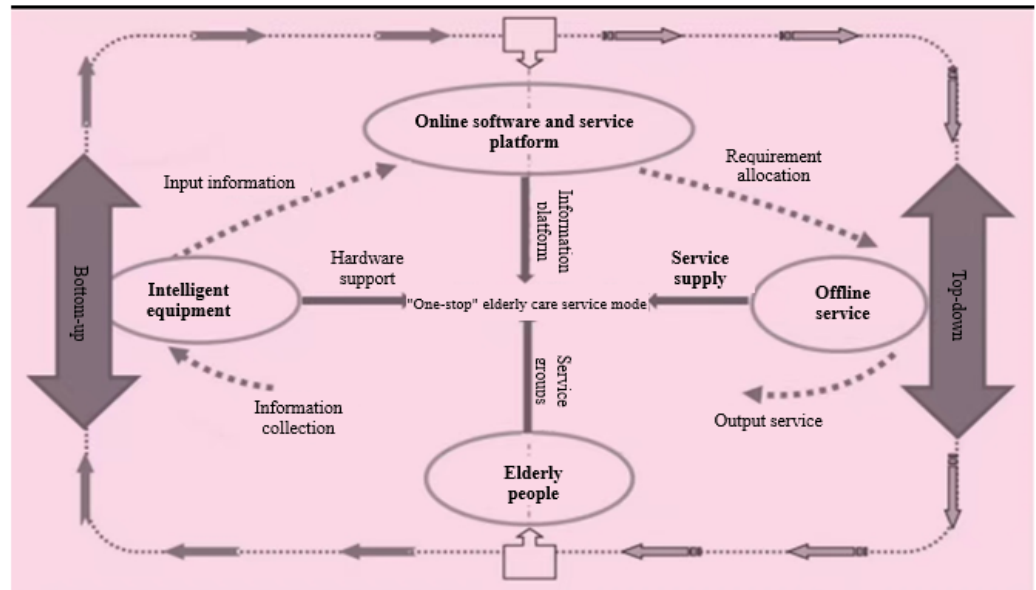 Online software and service
platform
Requirement
allocation
Input information
Information
platform
Hardware
support
Service
supply
Bottom-up
Intelligent
equipment
"One-stop" elderly care service mode
Offline
service
Top-down
Service
groups
Information
collection
Output service
Elderly
people